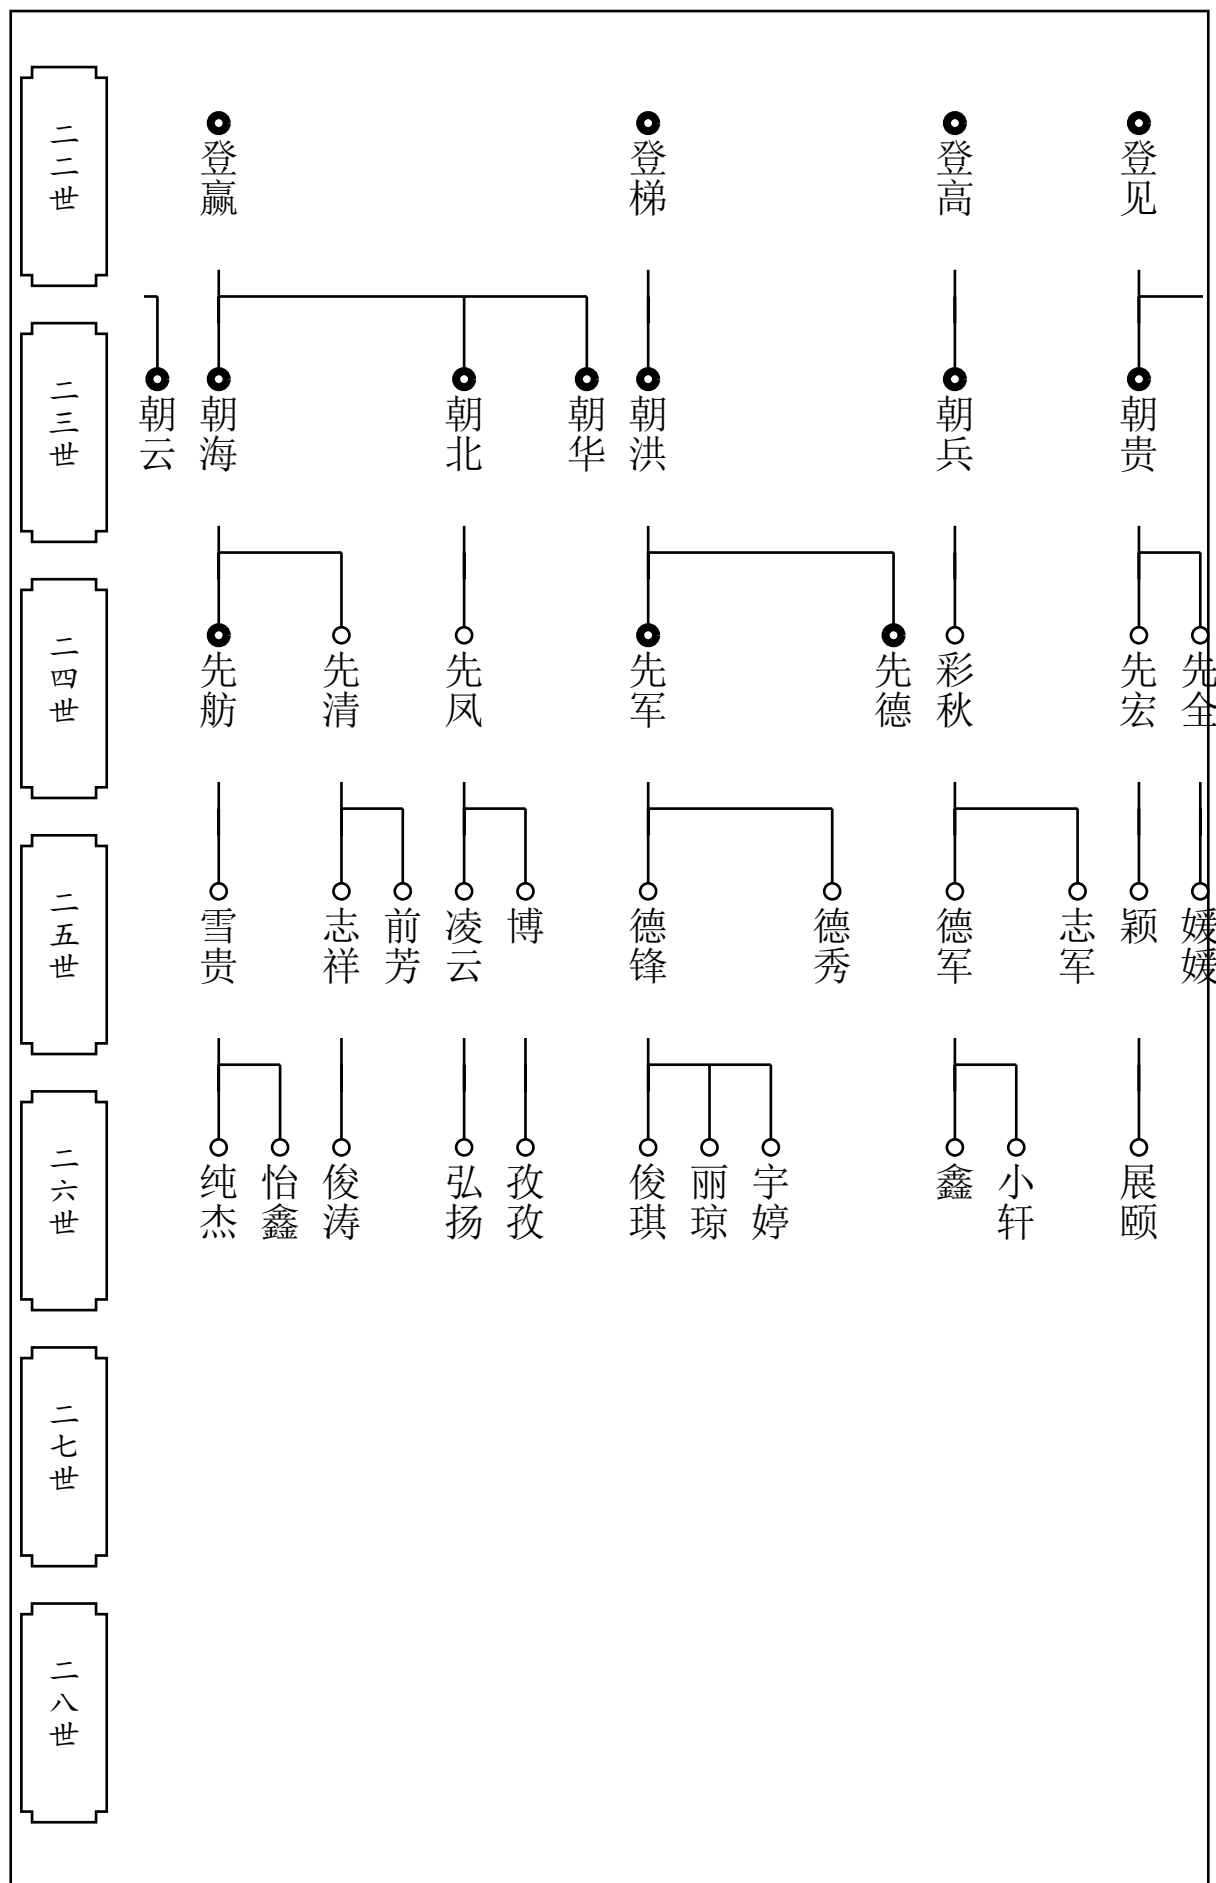 二二世
登赢
登梯
登高
登见
二三世
朝云
朝海
朝北
朝华
朝洪
朝兵
朝贵
二四世
先舫
先清
先凤
先军
先德
彩秋
先宏
先全
二五世
雪贵
志祥
前芳
凌云
博
德锋
德秀
德军
志军
颖
媛媛
二六世
纯杰
怡鑫
俊涛
弘扬
孜孜
俊琪
丽琼
宇婷
鑫
小轩
展颐
二七世
二八世